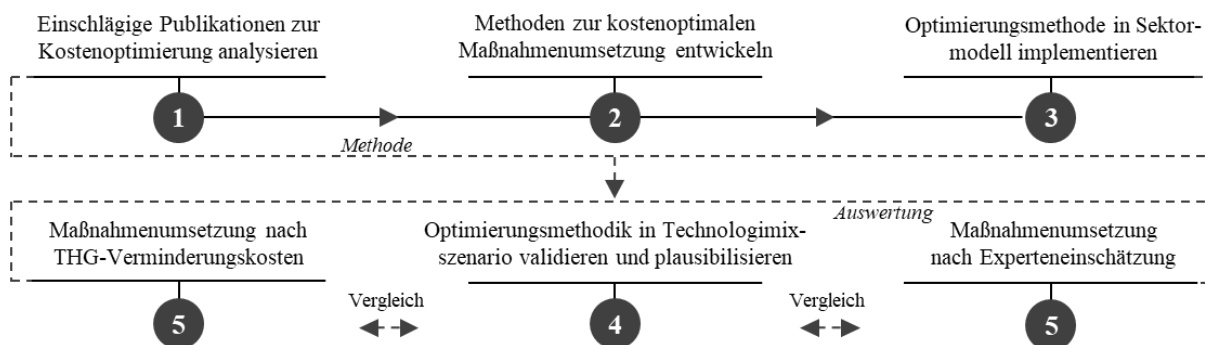 Einschlägige Publikationen zur
Kostenoptimierung analysieren
Methoden zur kostenoptimalen
Maßnahmenumsetzung entwickeln
Optimierungsmethode in Sektor-
modell implementieren
1
2
3
Methode
Auswertung
Maßnahmenumsetzung nach
THG-Verminderungskosten
Optimierungsmethodik in Technologimix-
szenario validieren und plausibilisieren
Maßnahmenumsetzung
nach Experteneinschätzung
5
Vergleich
4
Vergleich
5